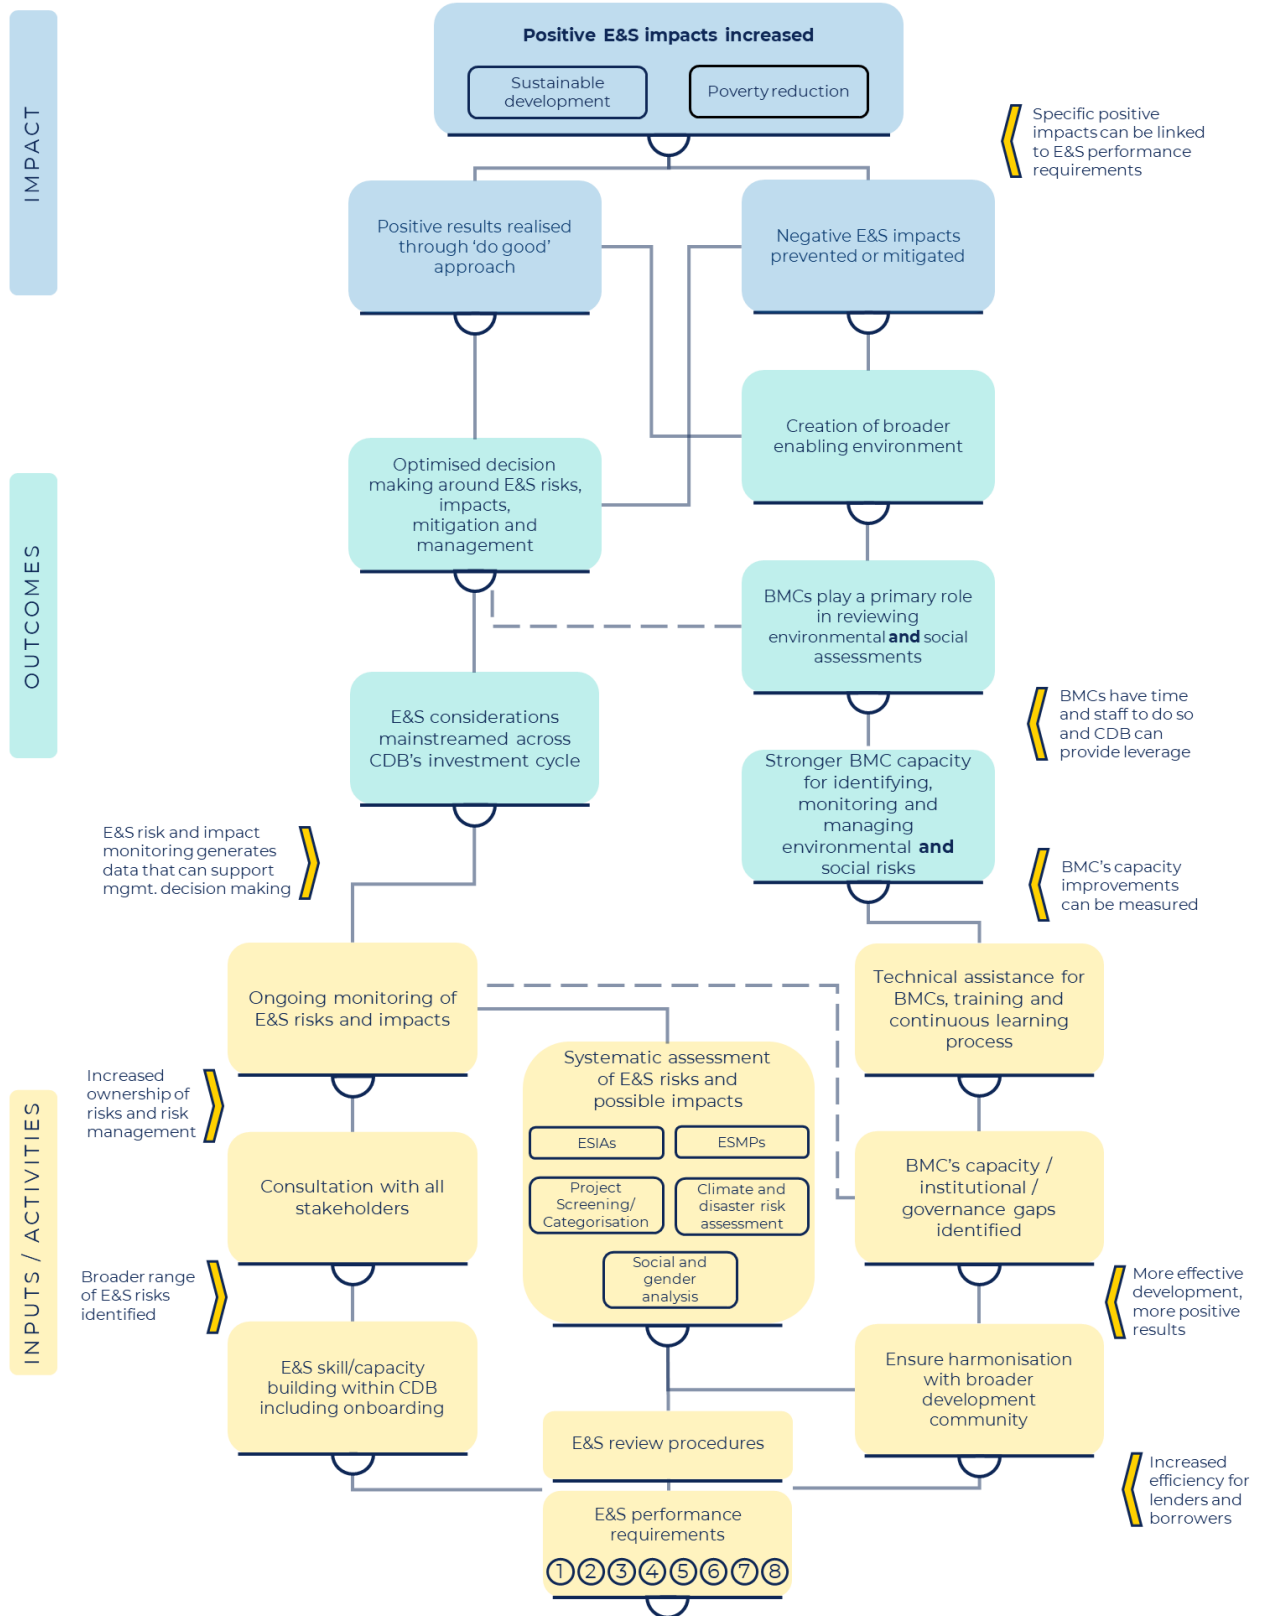 Positive E&S impacts increased
Sustainable
development
Poverty reduction
IMPACT
Specific positive
impacts can be linked
to E&S performance
requirements
Positive results realised
through ‘do good’
approach
Negative E&S impacts
prevented or mitigated
Creation of broader
enabling environment
OUTCOMES
Optimised decision
making around E&S risks,
impacts,
mitigation and
management
BMCs play a primary role
in reviewing
environmental and social
assessments
E&S considerations
mainstreamed across
CDB’s investment cycle
BMCs have time
and staff to do so
and CDB can
provide leverage
Stronger BMC capacity
for identifying,
monitoring and
managing
environmental and
social risks
E&S risk and impact
monitoring generates
data that can support
mgmt. decision making
BMC’s capacity
improvements
can be measured
INPUTS / ACTIVITIES
Ongoing monitoring of
E&S risks and impacts
Technical assistance for
BMCs, training and
continuous learning
process
Systematic assessment
of E&S risks and
possible impacts
ESIAs
ESMPs
Project
Screening/
Categorisation
Climate and
disaster risk
assessment
Social and
gender
analysis
Increased
ownership of
risks and risk
management
Consultation with all
stakeholders
BMC’s capacity /
institutional /
governance gaps
identified
Broader range
of E&S risks
identified
More effective
development,
more positive
results
E&S skill/capacity
building within CDB
including onboarding
Ensure harmonisation
with broader
development
community
E&S review procedures
Increased
efficiency for
lenders and
borrowers
E&S performance
requirements
1 2 3 4 5 6 7 8